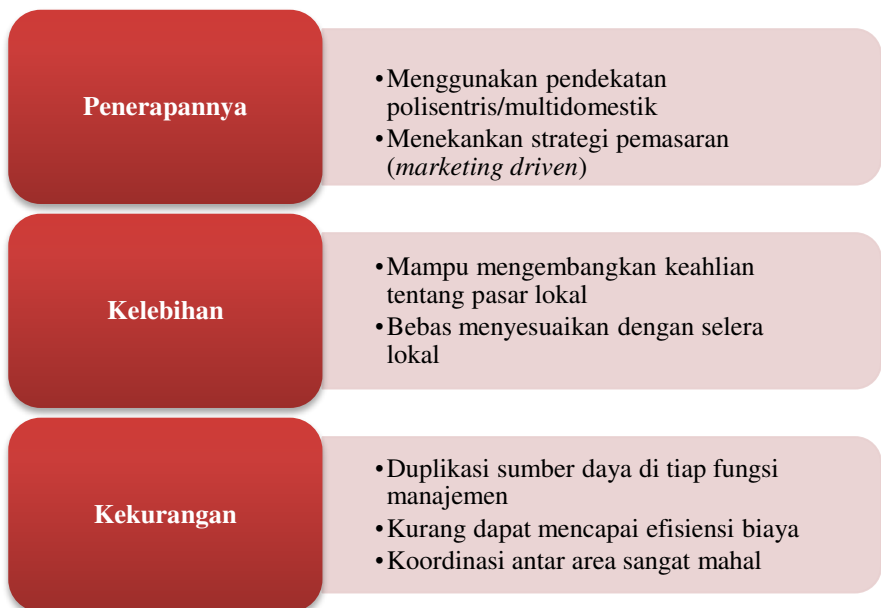 Penerapannya
•Menggunakan pendekatan
polisentris/multidomestik
•Menekankan strategi pemasaran
(marketing driven)
Kelebihan
•Mampu mengembangkan keahlian
tentang pasar lokal
•Bebas menyesuaikan dengan selera
lokal
Kekurangan
•Duplikasi sumber daya di tiap fungsi
manajemen
•Kurang dapat mencapai efisiensi biaya
•Koordinasi antar area sangat mahal